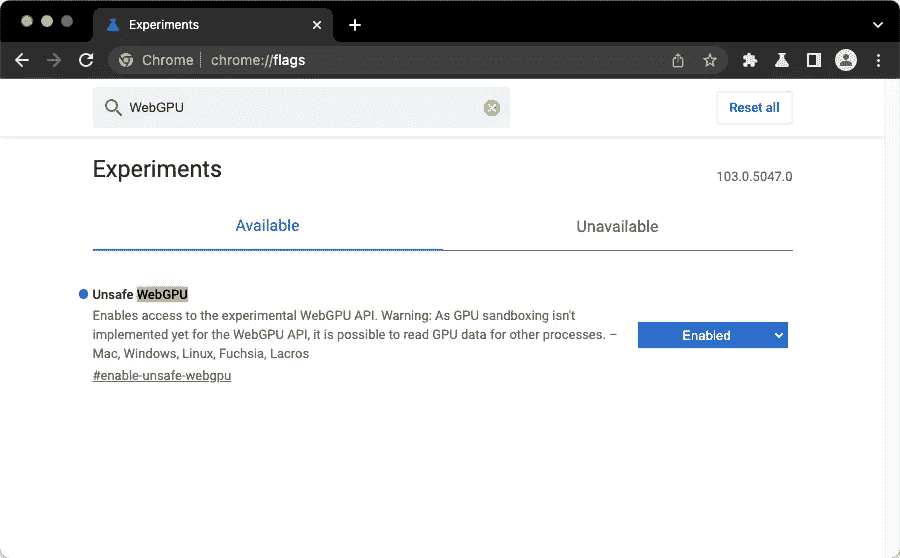 Experiments
Chrome chrome://flags
WebGPU
Reset all
Experiments
103.0.5047.0
Available
Unavailable
Unsafe WebGPU
Enables access to the experimental WebGPU API. Warning: As GPU sandboxing isn't
implemented yet for the WebGPU API, it is possible to read GPU data for other processes. –
Mac, Windows, Linux, Fuchsia, Lacros
#enable-unsafe-webgpu
Enabled